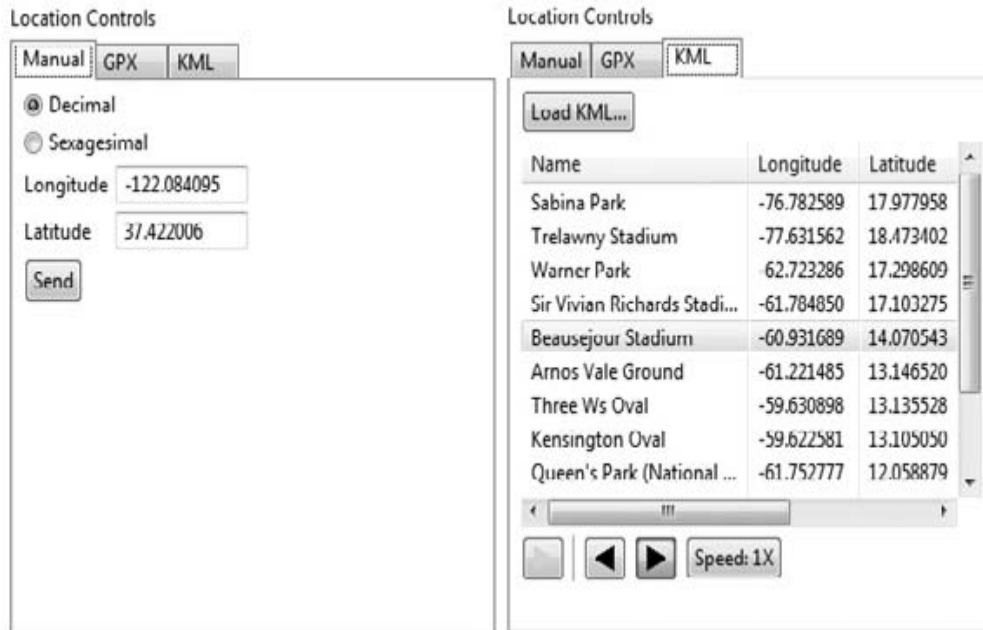 Location Controls
Manual GPX KML
Decimal
Sexagesimal
Longitude -122.084095
Latitude 37.422006
Send
Location Controls
Manual GPX KML
Load KML...
Name Longitude Latitude
Sabina Park -76.782589 17.977958
Trelawny Stadium -77.631562 18.473402
Warner Park -62.723286 17.298609
Sir Vivian Richards Stadi... -61.784850 17.103275
Beausejour Stadium -60.931689 14.070543
Arnos Vale Ground -61.221485 13.146520
Three Ws Oval -59.630898 13.135528
Kensington Oval -59.622581 13.105050
Queen's Park (National ... -61.752777 12.058879
Speed: 1X